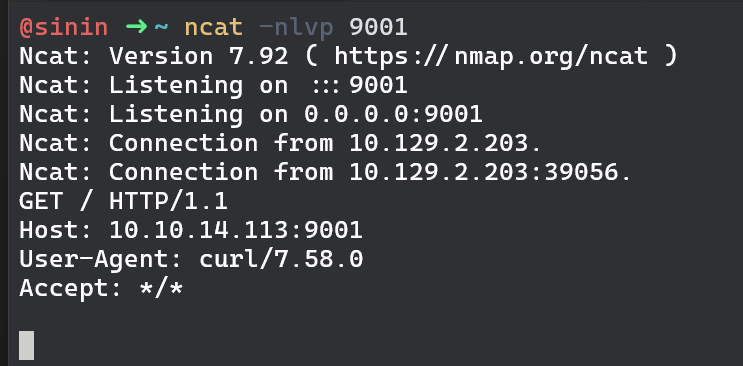 @sinin → ~ ncat -nlvp 9001
Ncat: Version 7.92 ( https://nmap.org/ncat )
Ncat: Listening on :::9001
Ncat: Listening on 0.0.0.0:9001
Ncat: Connection from 10.129.2.203.
Ncat: Connection from 10.129.2.203:39056.
GET / HTTP/1.1
Host: 10.10.14.113:9001
User-Agent: curl/7.58.0
Accept: */*